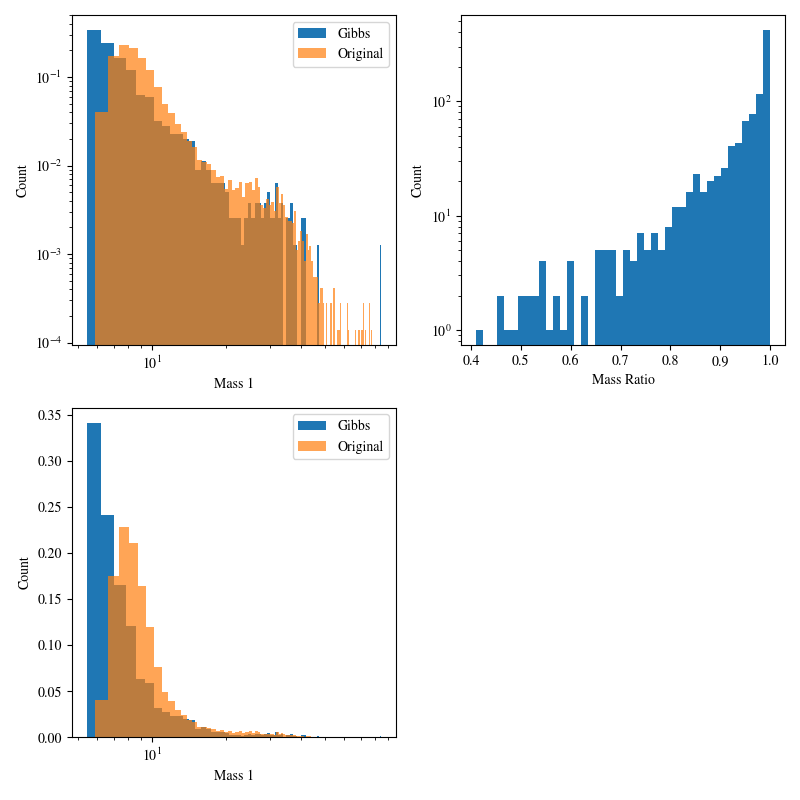 Gibbs
Original
10⁻¹
10⁻²
10⁻³
10⁻⁴
Count
10¹
Mass 1
10²
10¹
10⁰
Count
0.4 0.5 0.6 0.7 0.8 0.9 1.0
Mass Ratio
Gibbs
Original
0.35
0.30
0.25
0.20
0.15
0.10
0.05
0.00
Count
10¹
Mass 1